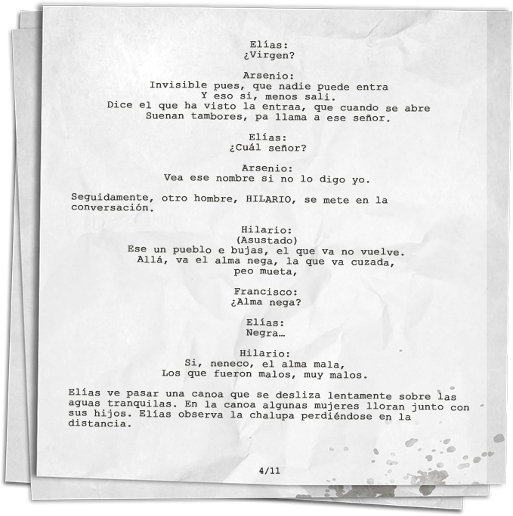 Elías:
¿Virgen?
Arsenio:
Invisible pues, que nadie puede entra
Y eso si, menos sali.
Dice el que ha visto la entraa, que cuando se abre
Suenan tambores, pa llama a ese señor.
Elías:
¿Cuál señor?
Arsenio:
Vea ese nombre si no lo digo yo.
Seguidamente, otro hombre, HILARIO, se mete en la
conversación.
Hilario:
(Asustado)
Ese un pueblo e bujas, el que va no vuelve.
Allá, va el alma nega, la que va cuzada,
peo mueta,
Francisco:
¿Alma nega?
Elías:
Negra…
Hilario:
Si, neneco, el alma mala,
Los que fueron malos, muy malos.
Elías ve pasar una canoa que se desliza lentamente sobre las
aguas tranquilas. En la canoa algunas mujeres lloran junto con
sus hijos. Elías observa la chalupa perdiéndose en la
distancia.
4/11